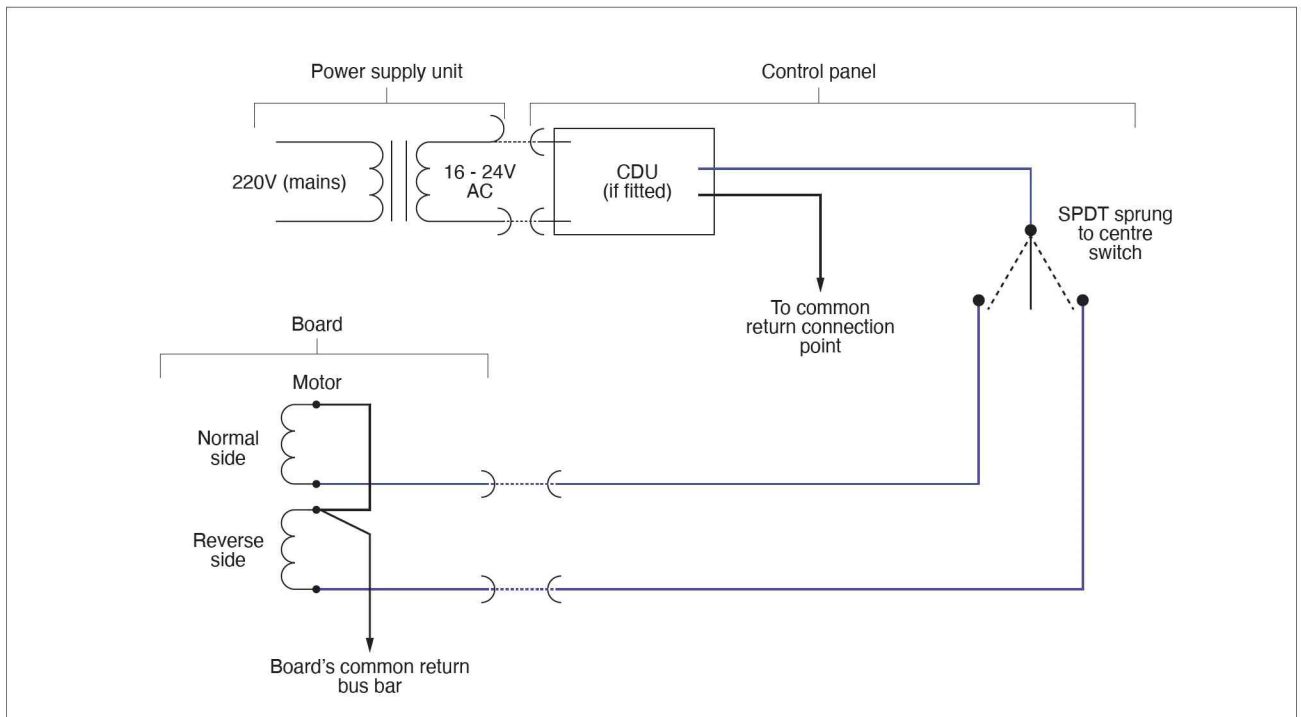 Power supply unit
Control panel
220V (mains)
16 - 24V
AC
CDU
(if fitted)
SPDT sprung
to centre
switch
To common
return connection
point
Board
Motor
Normal
side
Reverse
side
Board’s common return
bus bar